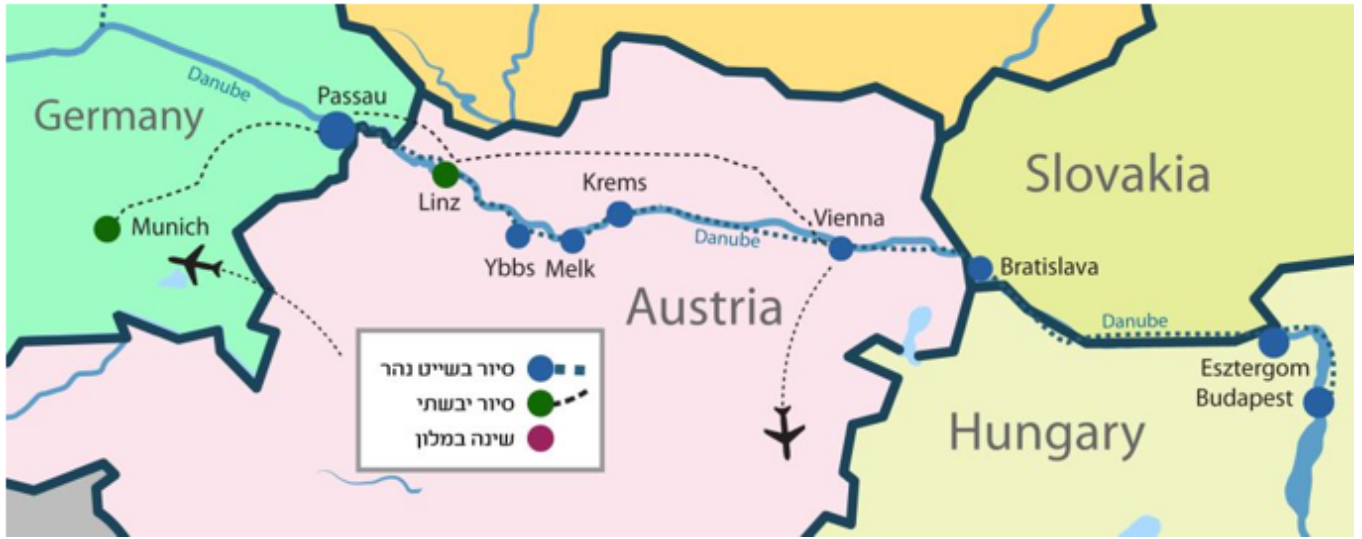 Danube
Passau
Germany
Munich
Linz
Ybbs
Melk
Krems
Danube
Vienna
Austria
Slovakia
Bratislava
Danube
Esztergom
Budapest
Hungary
סיור בשייט נהר
סיור יבשתי
שינה במלון